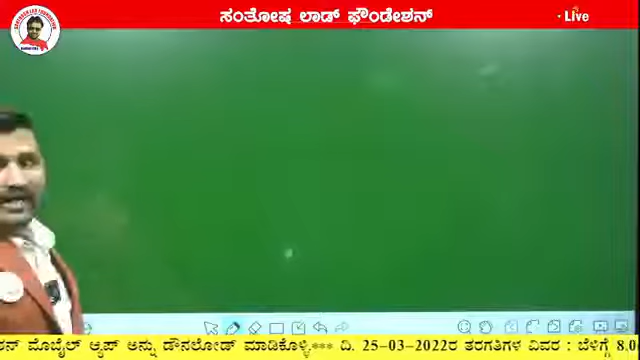 ಸಂತೋಷ ಲಾಡ್ ಫೌಂಡೇಶನ್
· Live
ಶನ್ ಮೊಬೈಲ್ ಆ್ಯಪ್ ಅನ್ನು ಡೌನಲೋಡ್ ಮಾಡಿಕೊಳ್ಳಿ*** ದಿ. 25-03-2022ರ ತರಗತಿಗಳ ವಿವರ : ಬೆಳಿಗ್ಗೆ 8.0